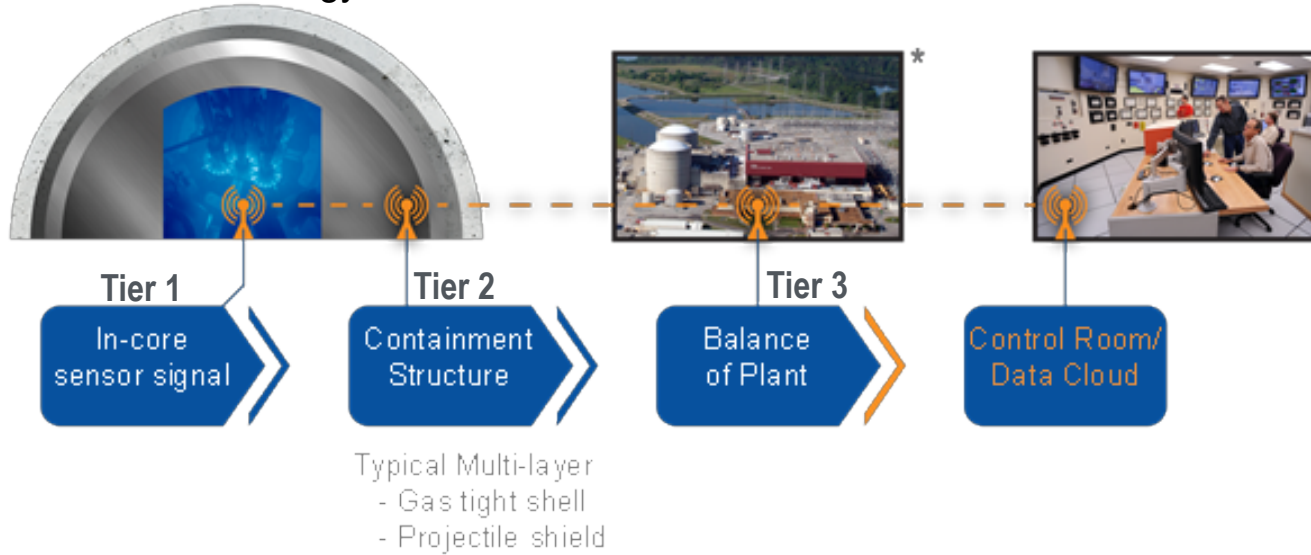 gy
*
Tier 1
Tier 2
Tier 3
In-core
sensor signal
Containment
Structure
Balance
of Plant
Control Room/
Data Cloud
Typical Multi-layer
- Gas tight shell
- Projectile shield